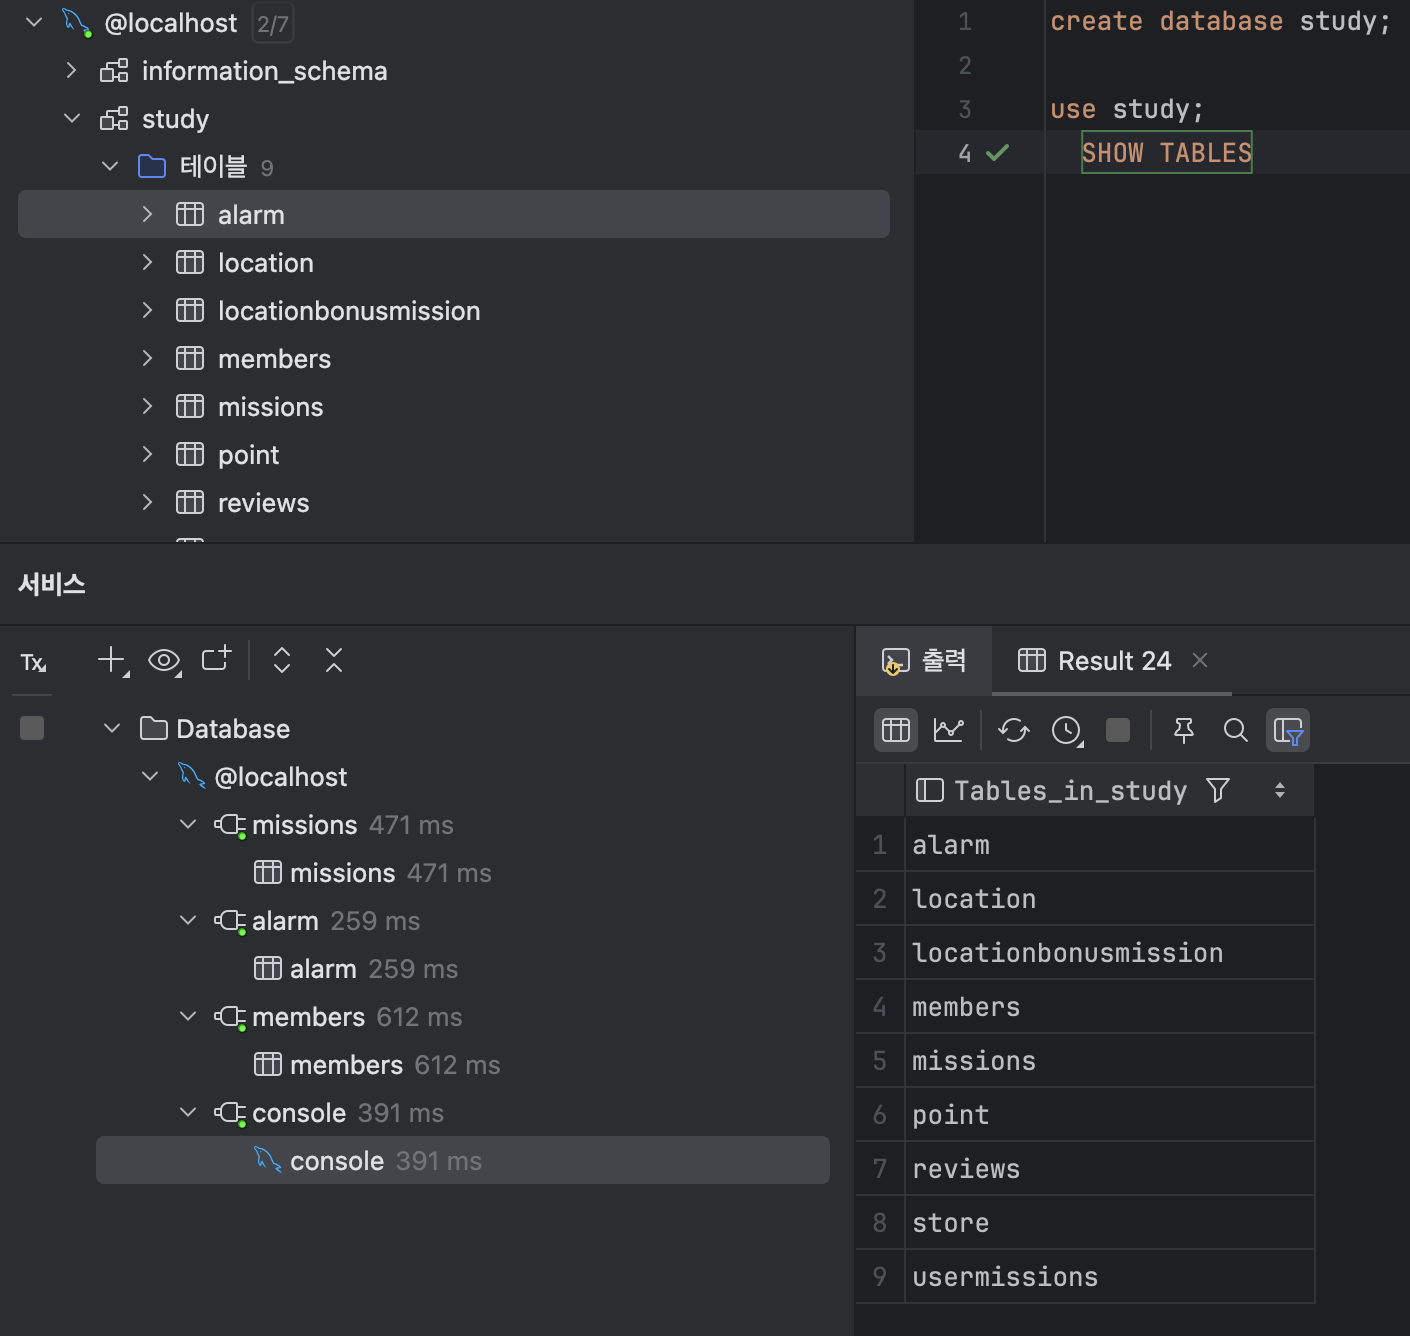 @localhost 2/7
information_schema
study
테이블 9
alarm
location
locationbonusmission
members
missions
point
reviews
1 create database study;
2
3 use study;
4 SHOW TABLES
서비스
Tx
Database
@localhost
missions 471 ms
missions 471 ms
alarm 259 ms
alarm 259 ms
members 612 ms
members 612 ms
console 391 ms
console 391 ms
출력 Result 24
Tables_in_study
1 alarm
2 location
3 locationbonusmission
4 members
5 missions
6 point
7 reviews
8 store
9 usermissions